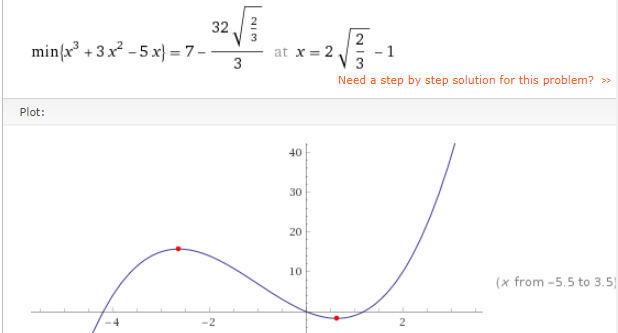 min{x³ + 3 x² − 5 x} = 7 − (32 √(2/3))/3 at x = 2 √(2/3) − 1
Need a step by step solution for this problem? >>
Plot:
40
30
20
10
(x from −5.5 to 3.5)
−4 −2 2